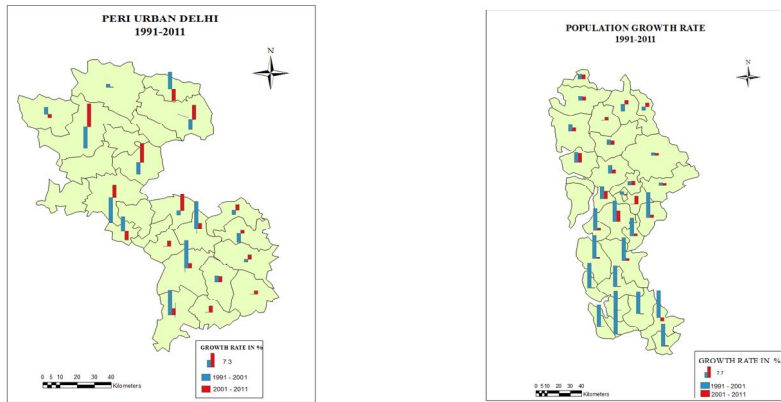 PERI URBAN DELHI
1991-2011
N
GROWTH RATE IN %
7.3
1991 - 2001
2001 - 2011
0 5 10 20 30 40
Kilometers
POPULATION GROWTH RATE
1991-2011
N
GROWTH RATE IN %
7.7
1991 - 2001
2001 - 2011
0 5 10 20 30 40
Kilometers